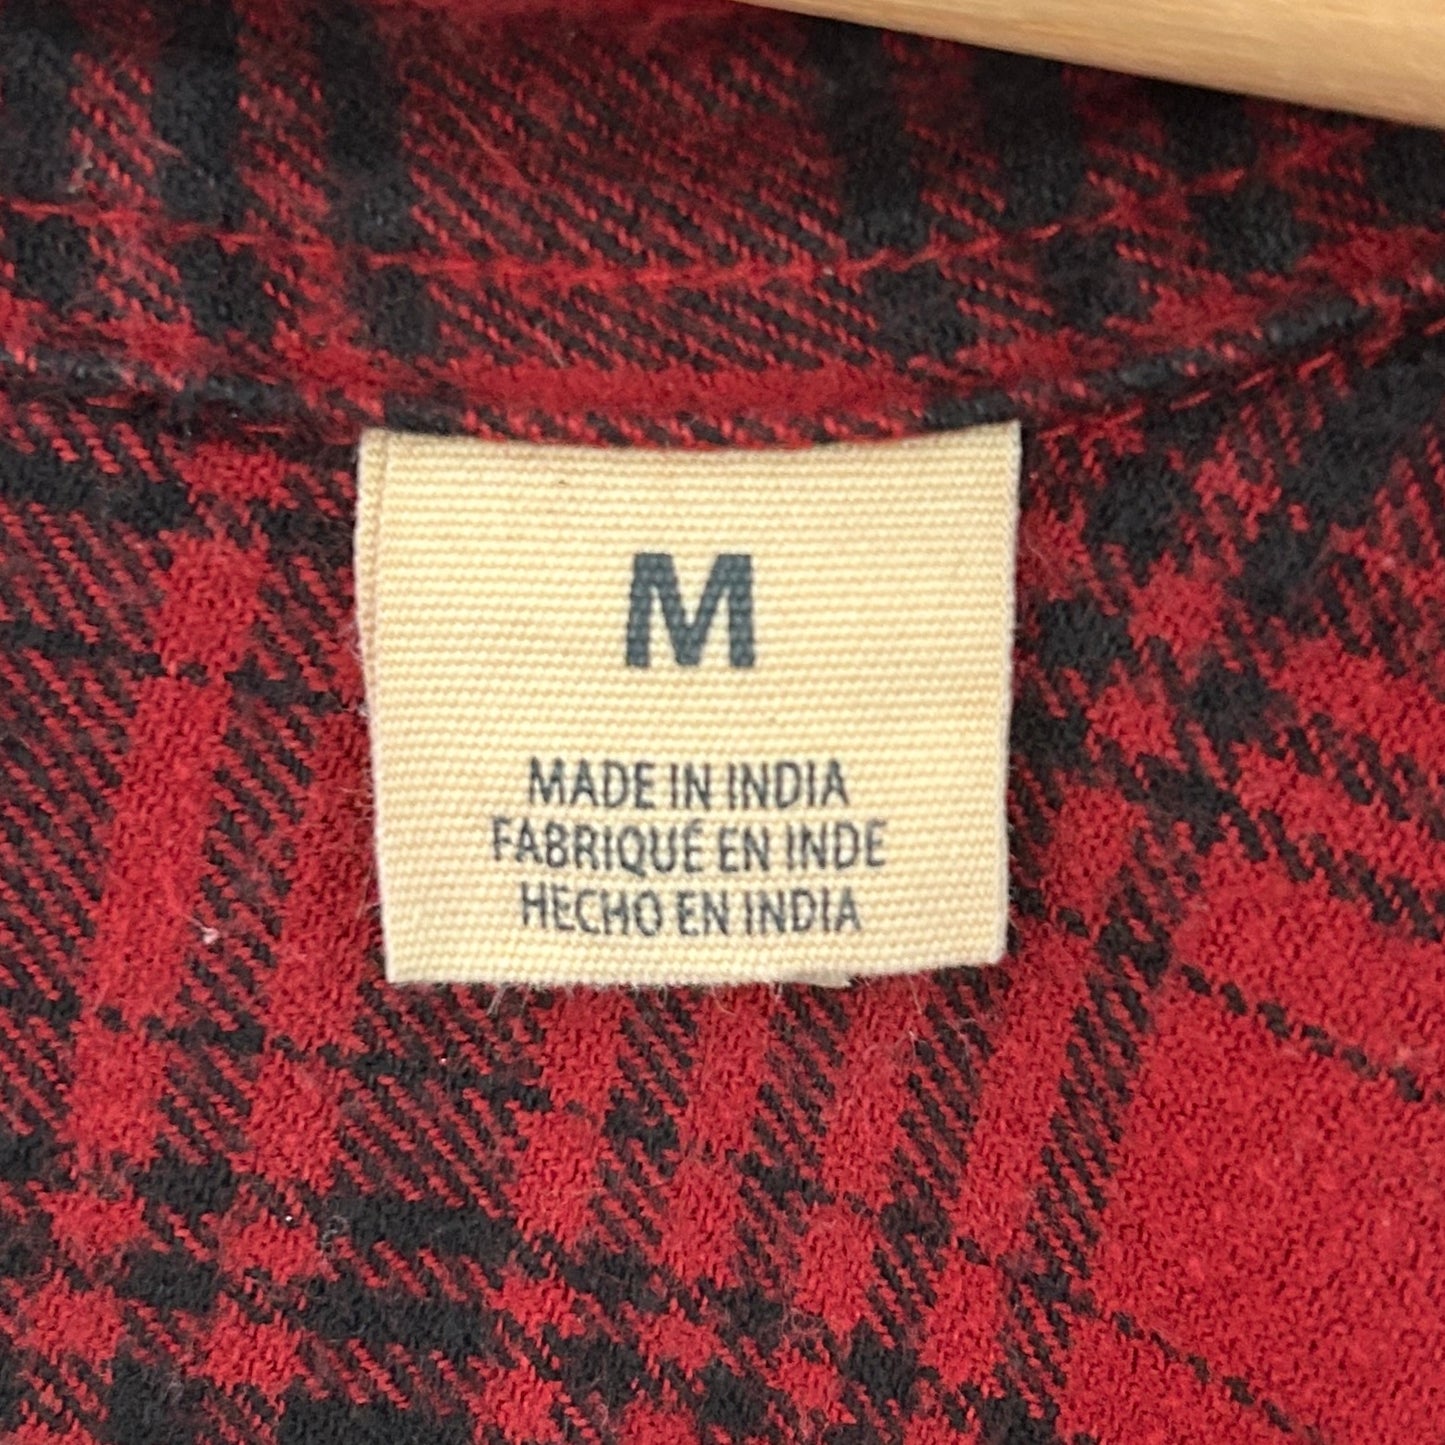 M
MADE IN INDIA
FABRIQUÉ EN INDE
HECHO EN INDIA